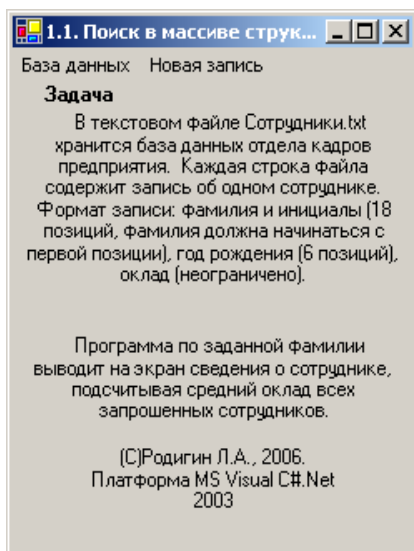 1.1. Поиск в массиве струк...
База данных Новая запись
Задача
В текстовом файле Сотрудники.txt
хранится база данных отдела кадров
предприятия. Каждая строка файла
содержит запись об одном сотруднике.
Формат записи: фамилия и инициалы (18
позиций, фамилия должна начинаться с
первой позиции), год рождения (6 позиций),
оклад (неограничено).
Программа по заданной фамилии
выводит на экран сведения о сотруднике,
подсчитывая средний оклад всех
запрошенных сотрудников.
(C)Родигин Л.А., 2006.
Платформа MS Visual C#.Net
2003